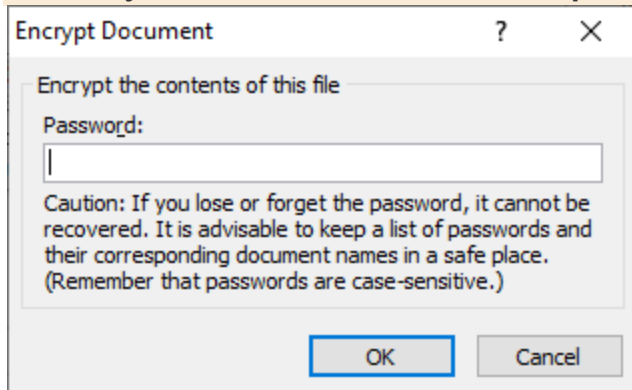 Encrypt Document ? ×
Encrypt the contents of this file
Password:
Caution: If you lose or forget the password, it cannot be
recovered. It is advisable to keep a list of passwords and
their corresponding document names in a safe place.
(Remember that passwords are case-sensitive.)
OK Cancel